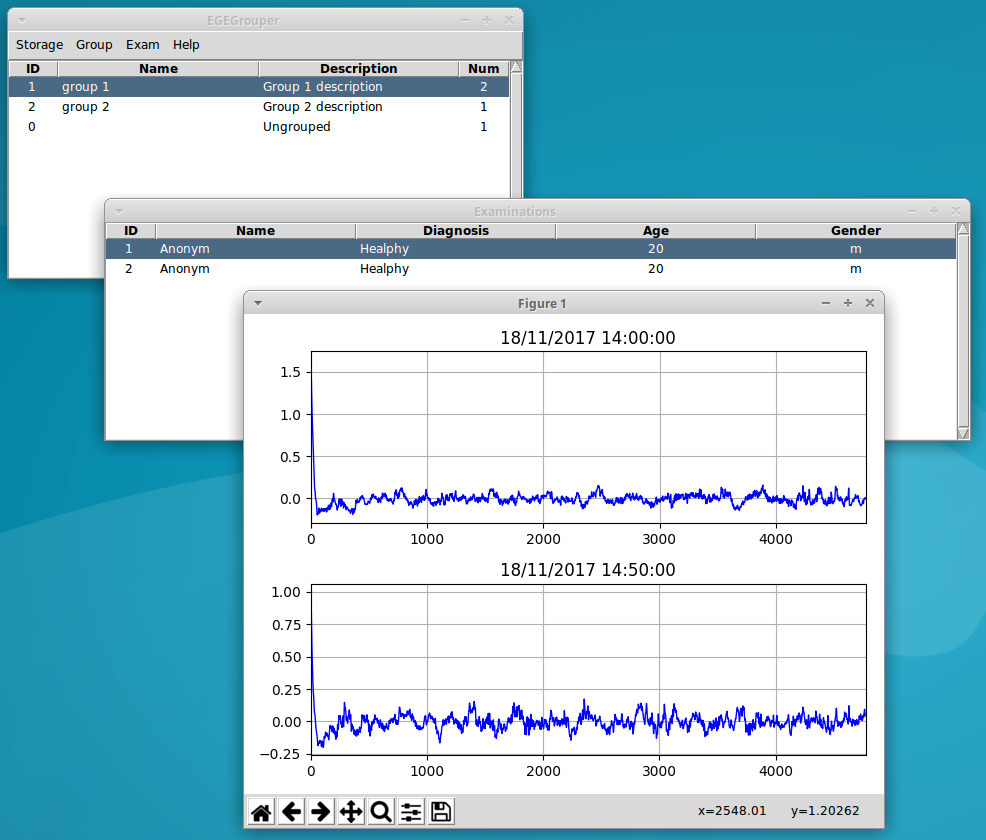 EGEGrouper
Storage Group Exam Help
ID Name Description Num
1 group 1 Group 1 description 2
2 group 2 Group 2 description 1
0 Ungrouped 1
Examinations
ID Name Diagnosis Age Gender
1 Anonym Healphy 20 m
2 Anonym Healphy 20 m
Figure 1
18/11/2017 14:00:00
1.5
1.0
0.5
0.0
0 1000 2000 3000 4000
18/11/2017 14:50:00
1.00
0.75
0.50
0.25
0.00
−0.25
0 1000 2000 3000 4000
x=2548.01 y=1.20262